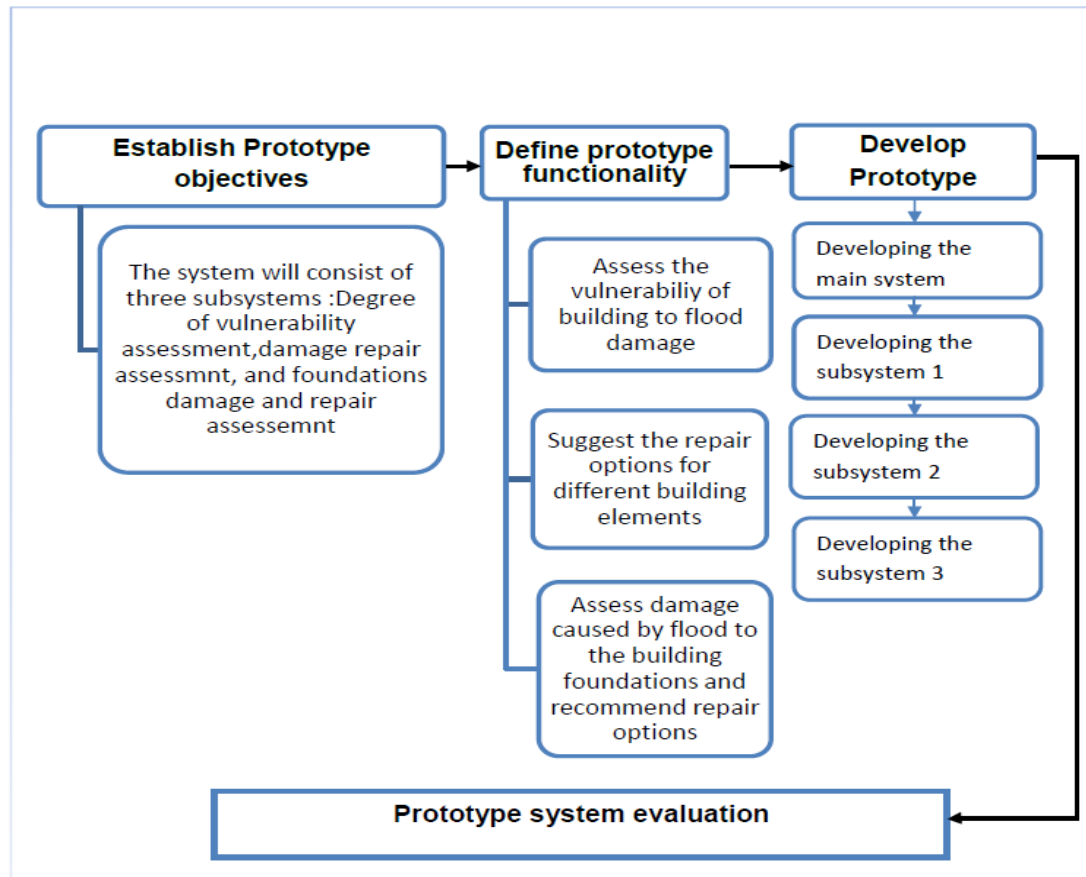 Establish Prototype
objectives
The system will consist of
three subsystems :Degree
of vulnerability
assessment,damage repair
assessmnt, and foundations
damage and repair
assessemnt
Define prototype
functionality
Assess the
vulnerabiliy of
building to flood
damage
Suggest the repair
options for
different building
elements
Assess damage
caused by flood to
the building
foundations and
recommend repair
options
Develop
Prototype
Developing the
main system
Developing the
subsystem 1
Developing the
subsystem 2
Developing the
subsystem 3
Prototype system evaluation